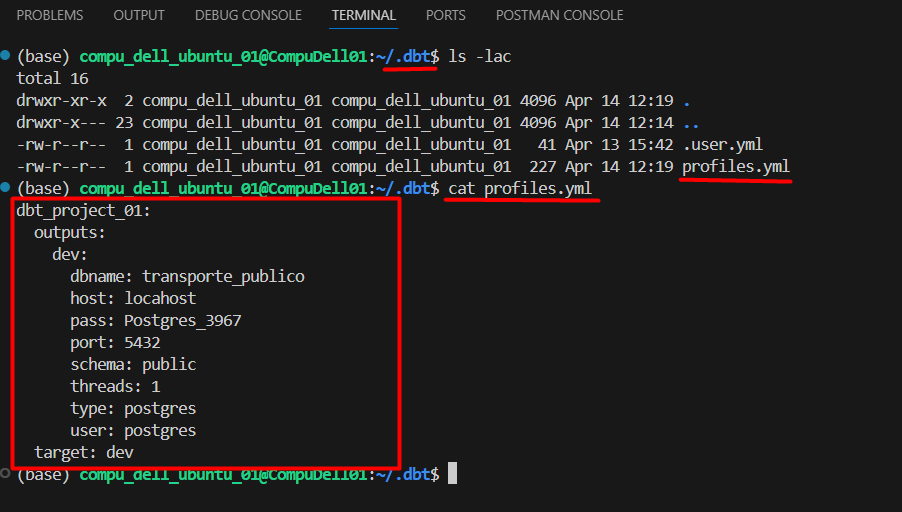 PROBLEMS OUTPUT DEBUG CONSOLE TERMINAL PORTS POSTMAN CONSOLE
(base) compu_dell_ubuntu_01@CompuDell01:~/.dbt$ ls -lac
total 16
drwxr-xr-x  2 compu_dell_ubuntu_01 compu_dell_ubuntu_01 4096 Apr 14 12:19 .
drwxr-x--- 23 compu_dell_ubuntu_01 compu_dell_ubuntu_01 4096 Apr 14 12:14 ..
-rw-r--r--  1 compu_dell_ubuntu_01 compu_dell_ubuntu_01   41 Apr 13 15:42 .user.yml
-rw-r--r--  1 compu_dell_ubuntu_01 compu_dell_ubuntu_01  227 Apr 14 12:19 profiles.yml
(base) compu_dell_ubuntu_01@CompuDell01:~/.dbt$ cat profiles.yml
dbt_project_01:
  outputs:
    dev:
      dbname: transporte_publico
      host: locahost
      pass: Postgres_3967
      port: 5432
      schema: public
      threads: 1
      type: postgres
      user: postgres
  target: dev
(base) compu_dell_ubuntu_01@CompuDell01:~/.dbt$